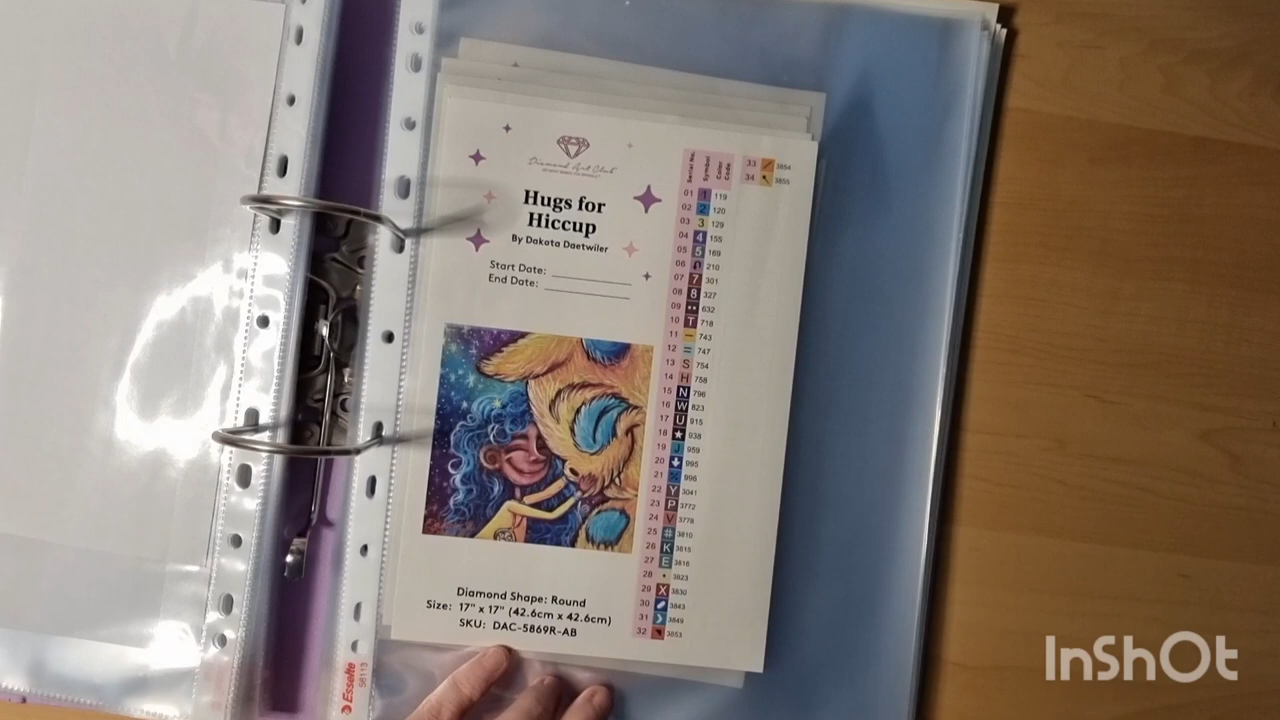 Diamond Art Club
Hugs for
Hiccup
By Dakota Daetwiler
Start Date:
End Date:
Diamond Shape: Round
Size: 17" x 17" (42.6cm x 42.6cm)
SKU: DAC-5869R-AB
Serial No. Symbol Color Code
01 1 119
02 2 120
03 3 129
04 4 155
05 5 169
06 210
07 7 301
08 8 327
09 632
10 T 718
11 743
12 = 747
13 S 754
14 H 758
15 N 796
16 W 823
17 U 915
18 ★ 938
19 J 959
20 995
21 996
22 Y 3041
23 P 3772
24 V 3778
25 # 3810
26 K 3815
27 E 3816
28 3823
29 X 3830
30 3843
31 3849
32 3853
33 3854
34 3855
Esselte
56113
InShOt